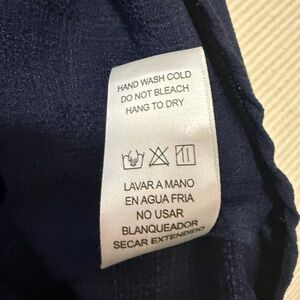 HAND WASH COLD
DO NOT BLEACH
HANG TO DRY
LAVAR A MANO
EN AGUA FRIA
NO USAR
BLANQUEADOR
SECAR EXTENDIDO